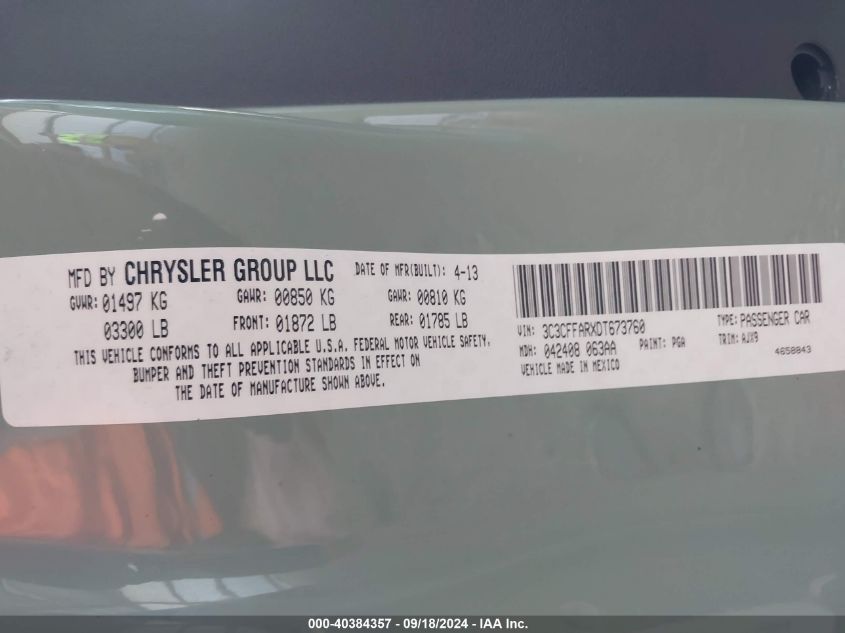 MFD BY CHRYSLER GROUP LLC DATE OF MFR(BUILT): 4-13
GVWR: 01497 KG GAWR: 00850 KG GAWR: 00810 KG
03300 LB FRONT: 01872 LB REAR: 01785 LB
THIS VEHICLE CONFORMS TO ALL APPLICABLE U.S.A. FEDERAL MOTOR VEHICLE SAFETY,
BUMPER AND THEFT PREVENTION STANDARDS IN EFFECT ON
THE DATE OF MANUFACTURE SHOWN ABOVE.
VIN: 3C3CFFARXDT673760 TYPE: PASSENGER CAR
MDH: 042408 063AA PAINT: PGA TRIM: AJX9
VEHICLE MADE IN MEXICO 4658843
000-40384357 / 09/18/2024 - IAA Inc.